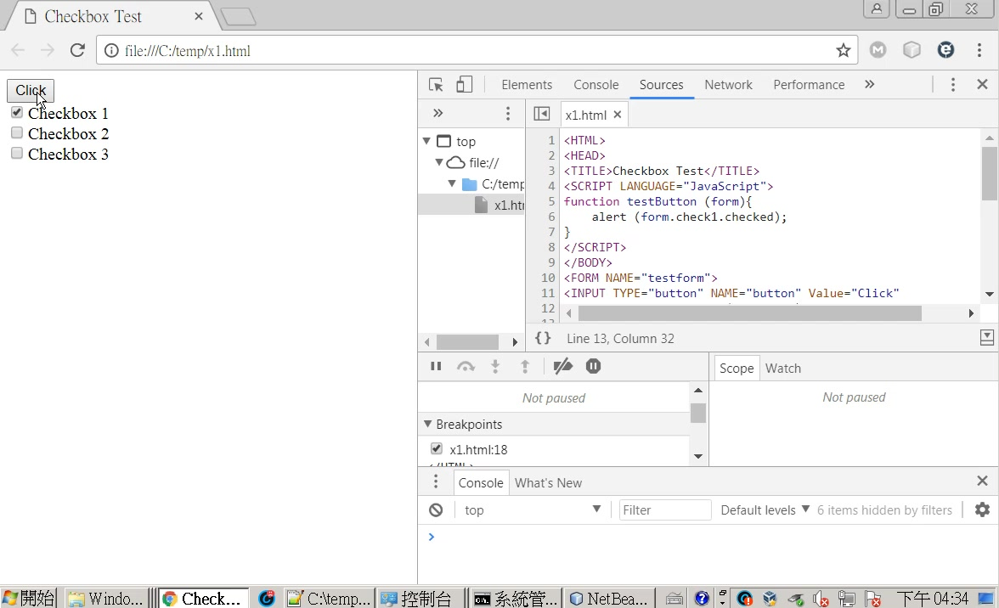 Checkbox Test
file:///C:/temp/x1.html
Click
Checkbox 1
Checkbox 2
Checkbox 3
Elements Console Sources Network Performance
x1.html
top
file://
C:/temp
x1.htr
1 <HTML>
2 <HEAD>
3 <TITLE>Checkbox Test</TITLE>
4 <SCRIPT LANGUAGE="JavaScript">
5 function testButton (form){
6 alert (form.check1.checked);
7 }
8 </SCRIPT>
9 </BODY>
10 <FORM NAME="testform">
11 <INPUT TYPE="button" NAME="button" Value="Click"
12
{} Line 13, Column 32
Not paused
Breakpoints
x1.html:18
</HTML>
Scope Watch
Not paused
Console What's New
top Filter Default levels 6 items hidden by filters
開始 Windo... Check... C:\temp... 控制台 系統管... NetBea... 下午 04:34